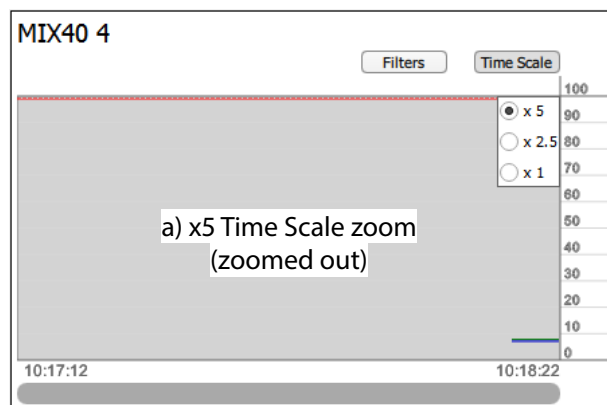 MIX40 4
Filters
Time Scale
100
x 5
90
x 2.5
80
x 1
70
60
a) x5 Time Scale zoom
50
(zoomed out)
40
30
20
10
0
10:17:12
10:18:22